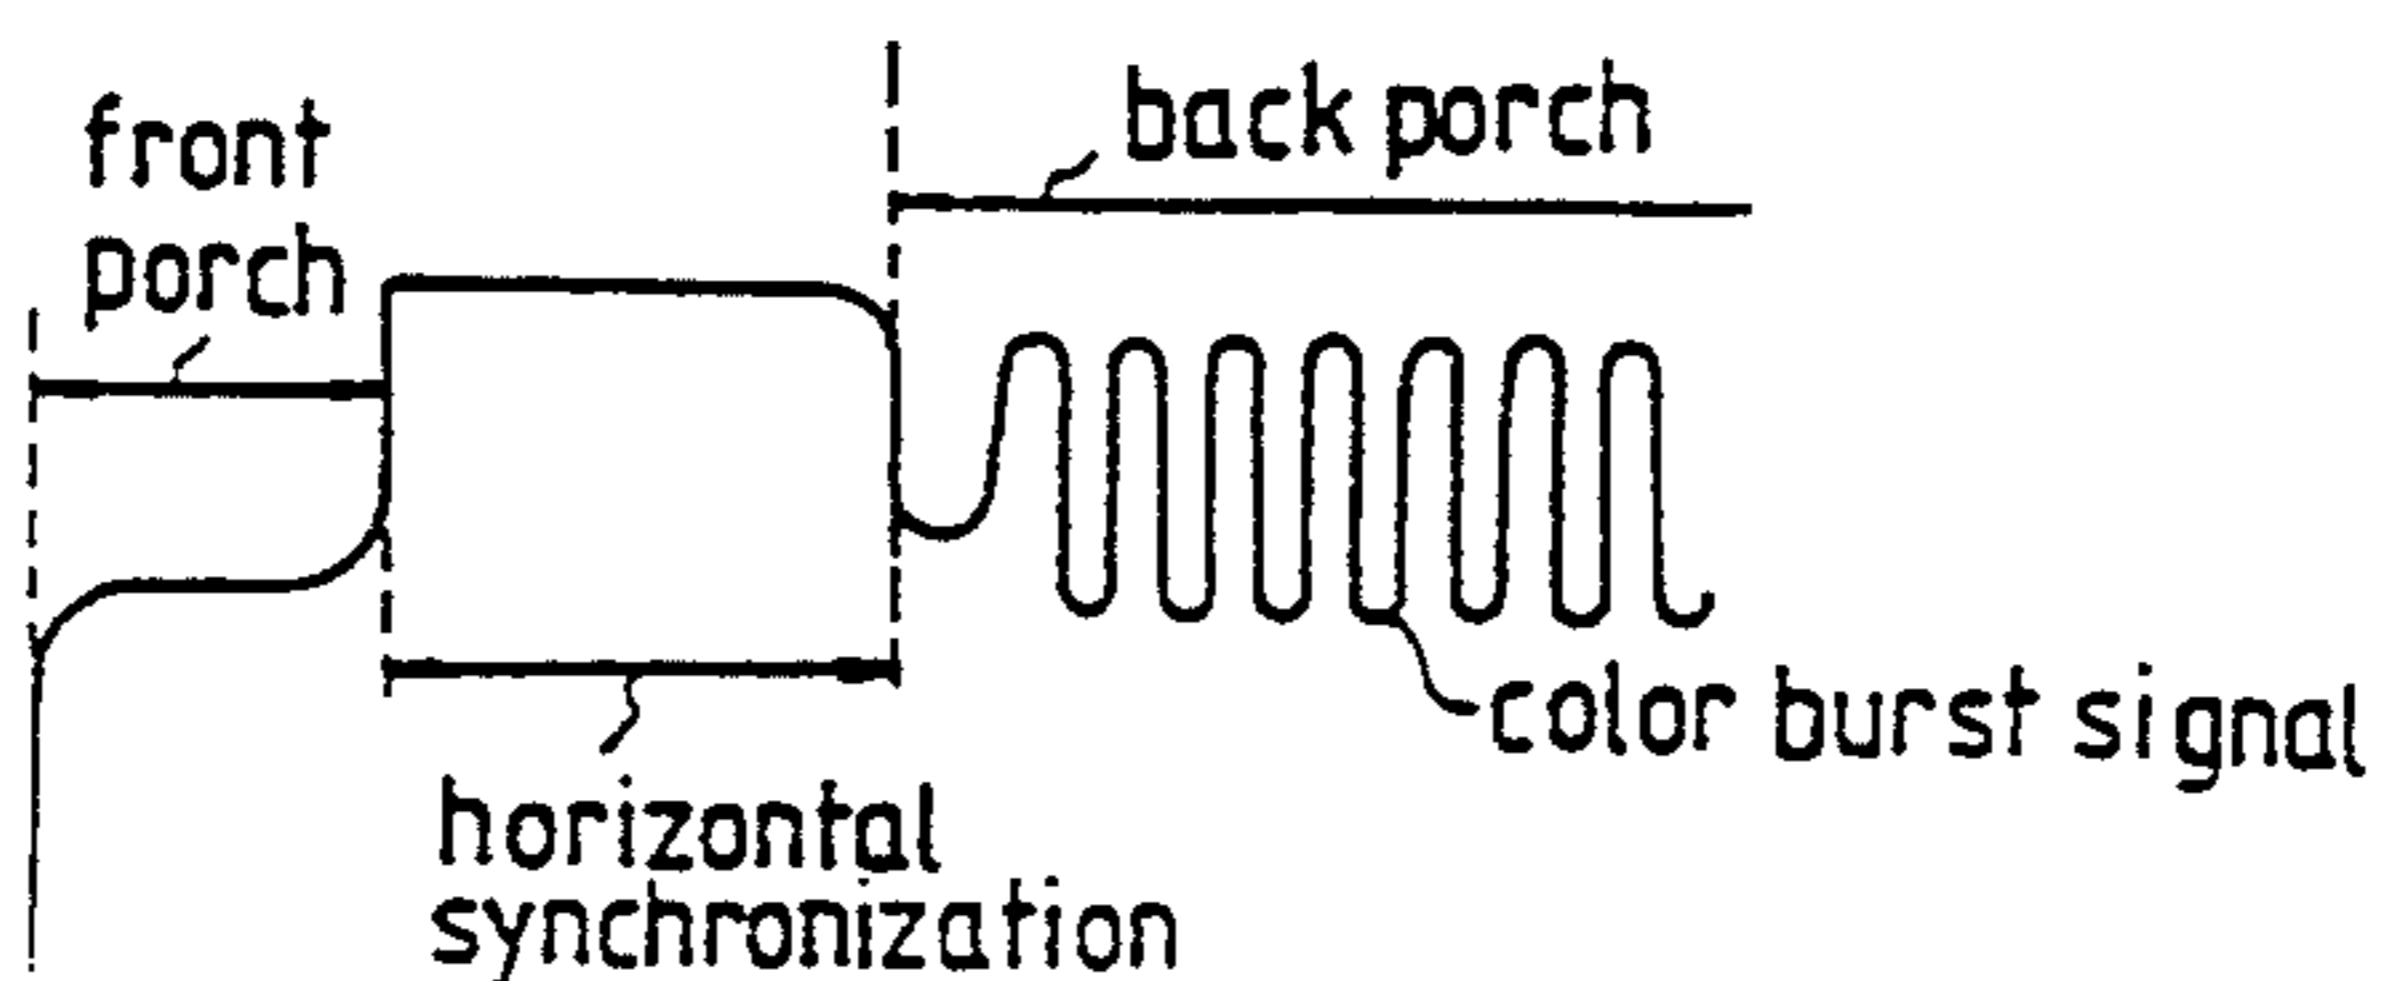 front
porch
back porch
color burst signal
horizontal
synchronization